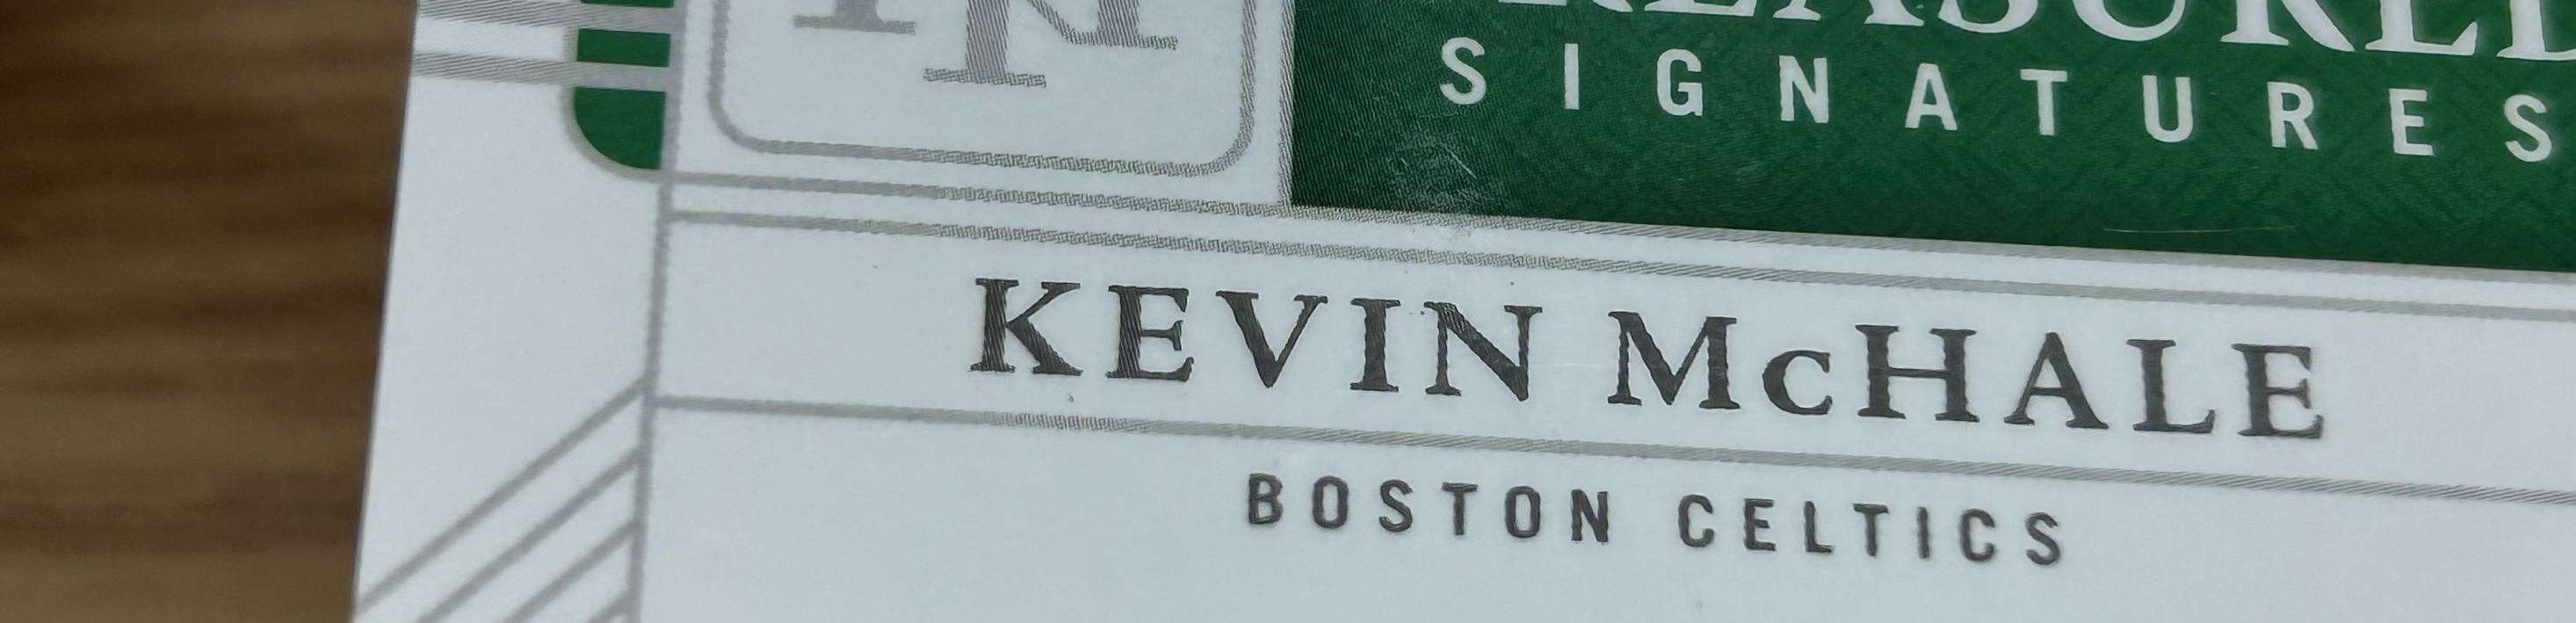 SIGNATURES
KEVIN McHALE
BOSTON CELTICS